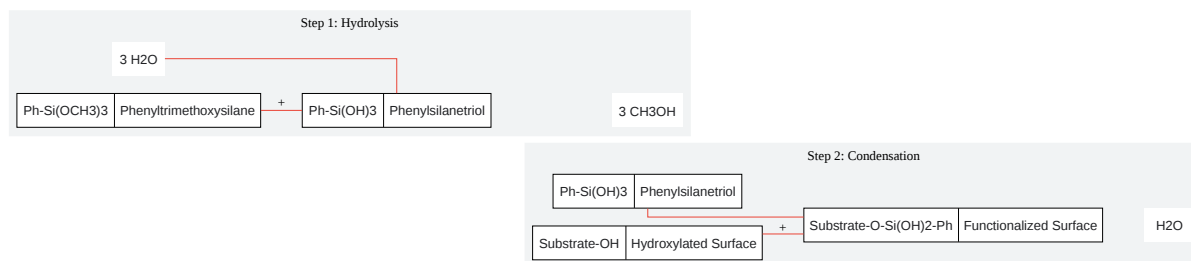 Step 1: Hydrolysis
3 H2O
Ph-Si(OCH3)3 Phenyltrimethoxysilane + Ph-Si(OH)3 Phenylsilanetriol
3 CH3OH
Step 2: Condensation
Ph-Si(OH)3 Phenylsilanetriol
Substrate-OH Hydroxylated Surface + Substrate-O-Si(OH)2-Ph Functionalized Surface
H2O